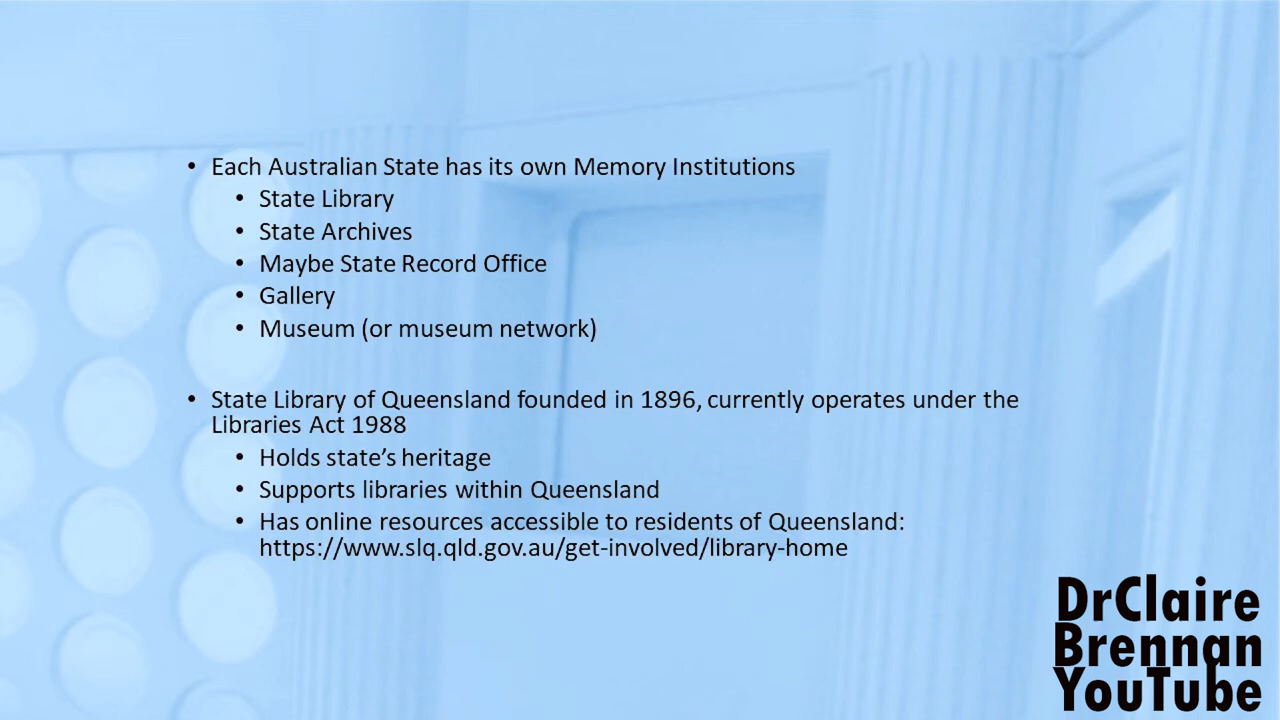 • Each Australian State has its own Memory Institutions
• State Library
• State Archives
• Maybe State Record Office
• Gallery
• Museum (or museum network)
• State Library of Queensland founded in 1896, currently operates under the
Libraries Act 1988
• Holds state’s heritage
• Supports libraries within Queensland
• Has online resources accessible to residents of Queensland:
https://www.slq.qld.gov.au/get-involved/library-home
DrClaire
Brennan
YouTube